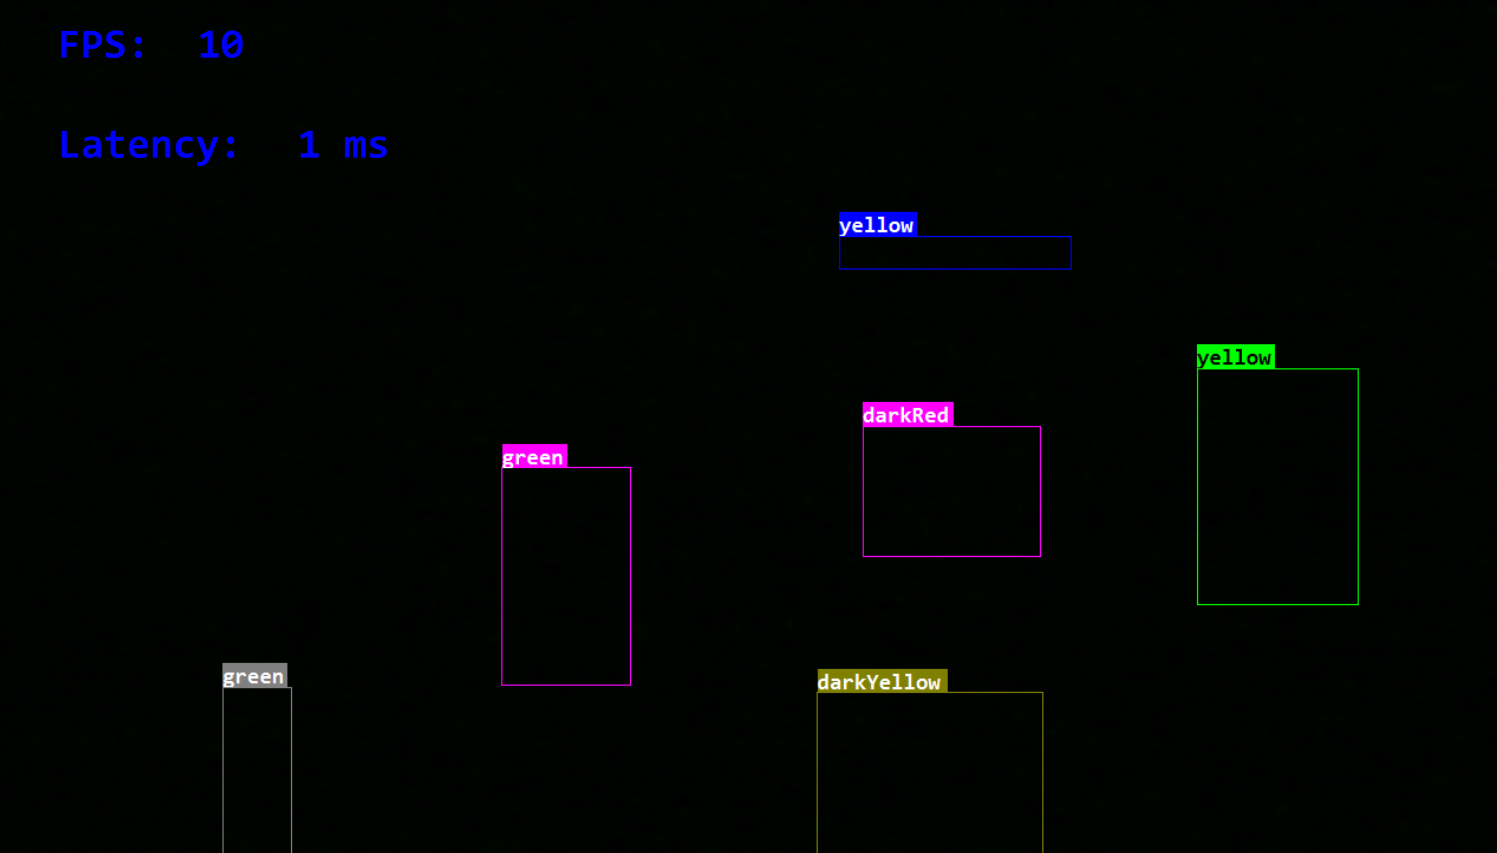 FPS: 10
Latency: 1 ms
yellow
yellow
darkRed
green
green
darkYellow